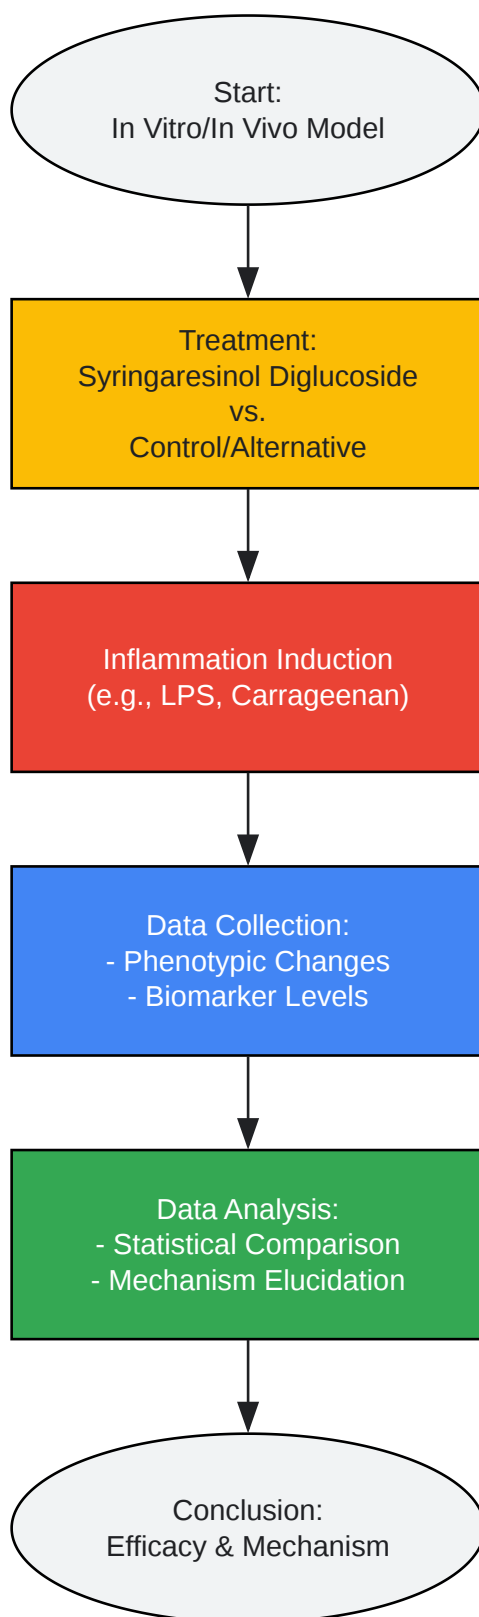 Start:
In Vitro/In Vivo Model
Treatment:
Syringaresinol Diglucoside
vs.
Control/Alternative
Inflammation Induction
(e.g., LPS, Carrageenan)
Data Collection:
- Phenotypic Changes
- Biomarker Levels
Data Analysis:
- Statistical Comparison
- Mechanism Elucidation
Conclusion:
Efficacy & Mechanism